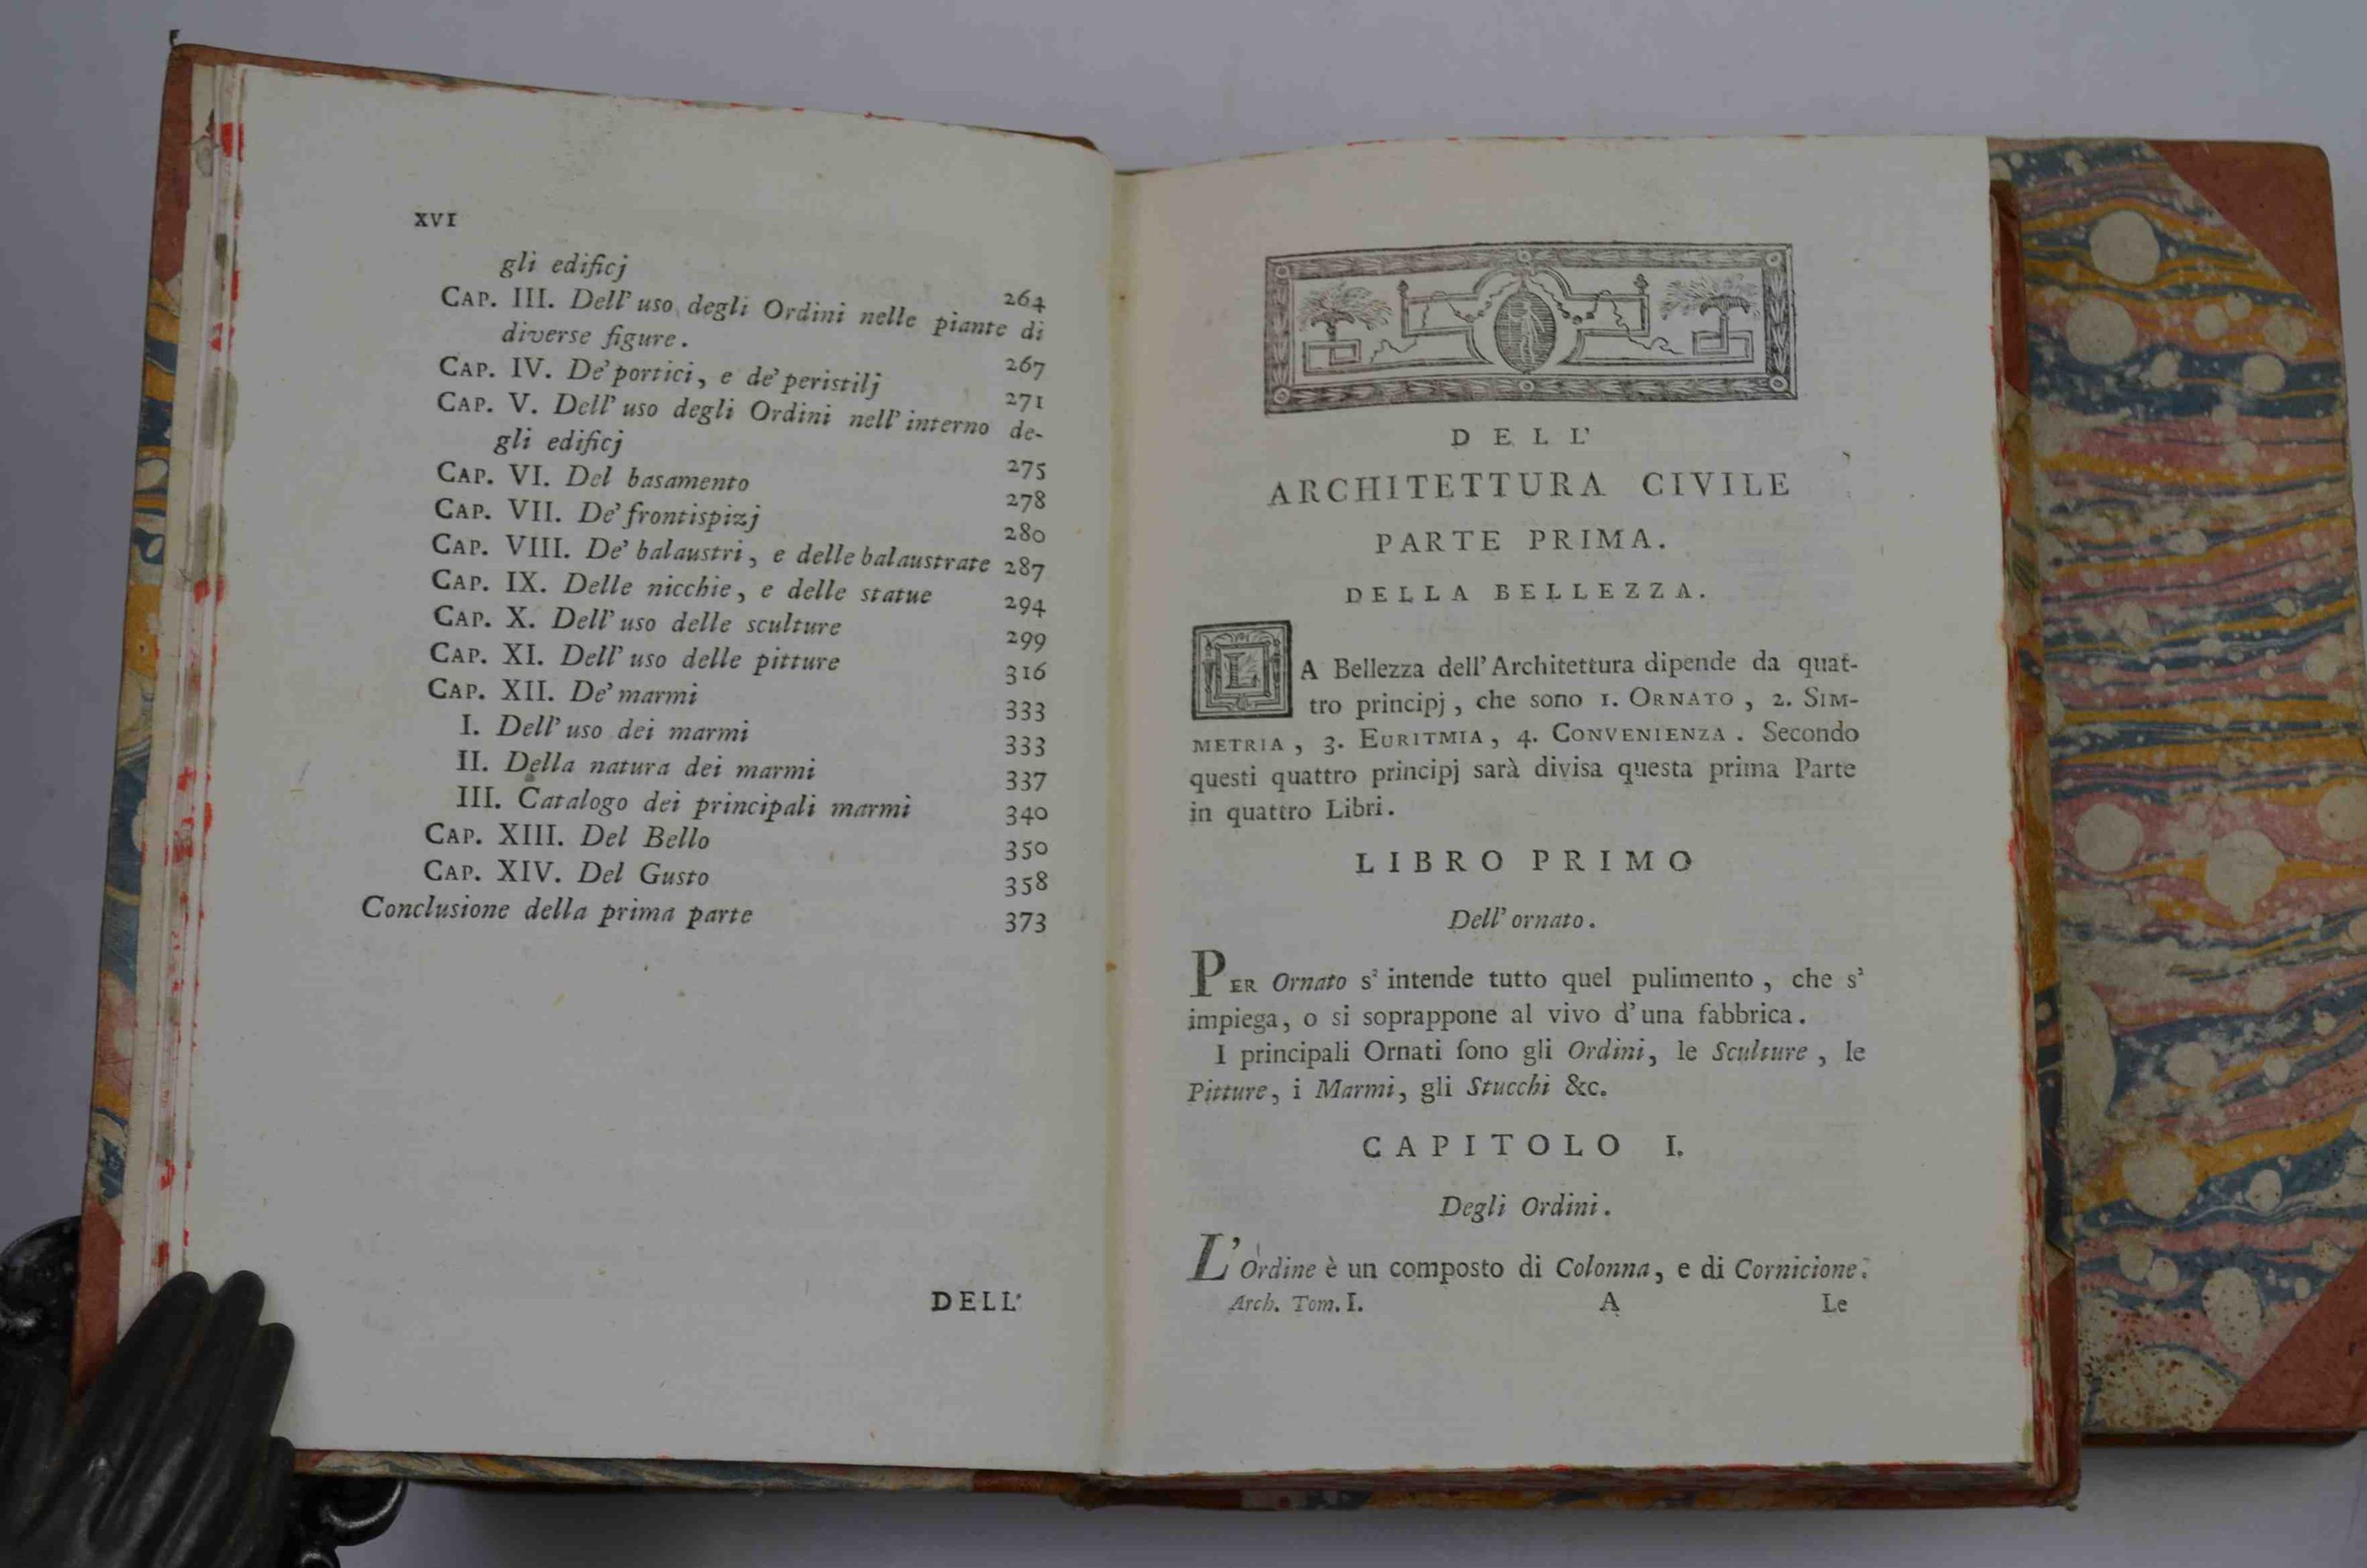 XVI
gli edificj 264
CAP. III. Dell' uso degli Ordini nelle piante di
diverse figure. 267
CAP. IV. De' portici, e de' peristilj 271
CAP. V. Dell' uso degli Ordini nell' interno de-
gli edificj 275
CAP. VI. Del basamento 278
CAP. VII. De' frontispizj 280
CAP. VIII. De' balaustri, e delle balaustrate 287
CAP. IX. Delle nicchie, e delle statue 294
CAP. X. Dell' uso delle sculture 299
CAP. XI. Dell' uso delle pitture 316
CAP. XII. De' marmi 333
I. Dell' uso dei marmi 333
II. Della natura dei marmi 337
III. Catalogo dei principali marmi 340
CAP. XIII. Del Bello 350
CAP. XIV. Del Gusto 358
Conclusione della prima parte 373
DELL'
DELL'
ARCHITETTURA CIVILE
PARTE PRIMA.
DELLA BELLEZZA.
LA Bellezza dell' Architettura dipende da quat-
tro principj, che sono 1. ORNATO, 2. SIM-
METRIA, 3. EURITMIA, 4. CONVENIENZA. Secondo
questi quattro principj sarà divisa questa prima Parte
in quattro Libri.
LIBRO PRIMO
Dell' ornato.
PER Ornato s' intende tutto quel pulimento, che s'
impiega, o si soprappone al vivo d' una fabbrica.
I principali Ornati ſono gli Ordini, le Sculture, le
Pitture, i Marmi, gli Stucchi &c.
CAPITOLO I.
Degli Ordini.
L' Ordine è un composto di Colonna, e di Cornicione.
Arch. Tom. I. A Le